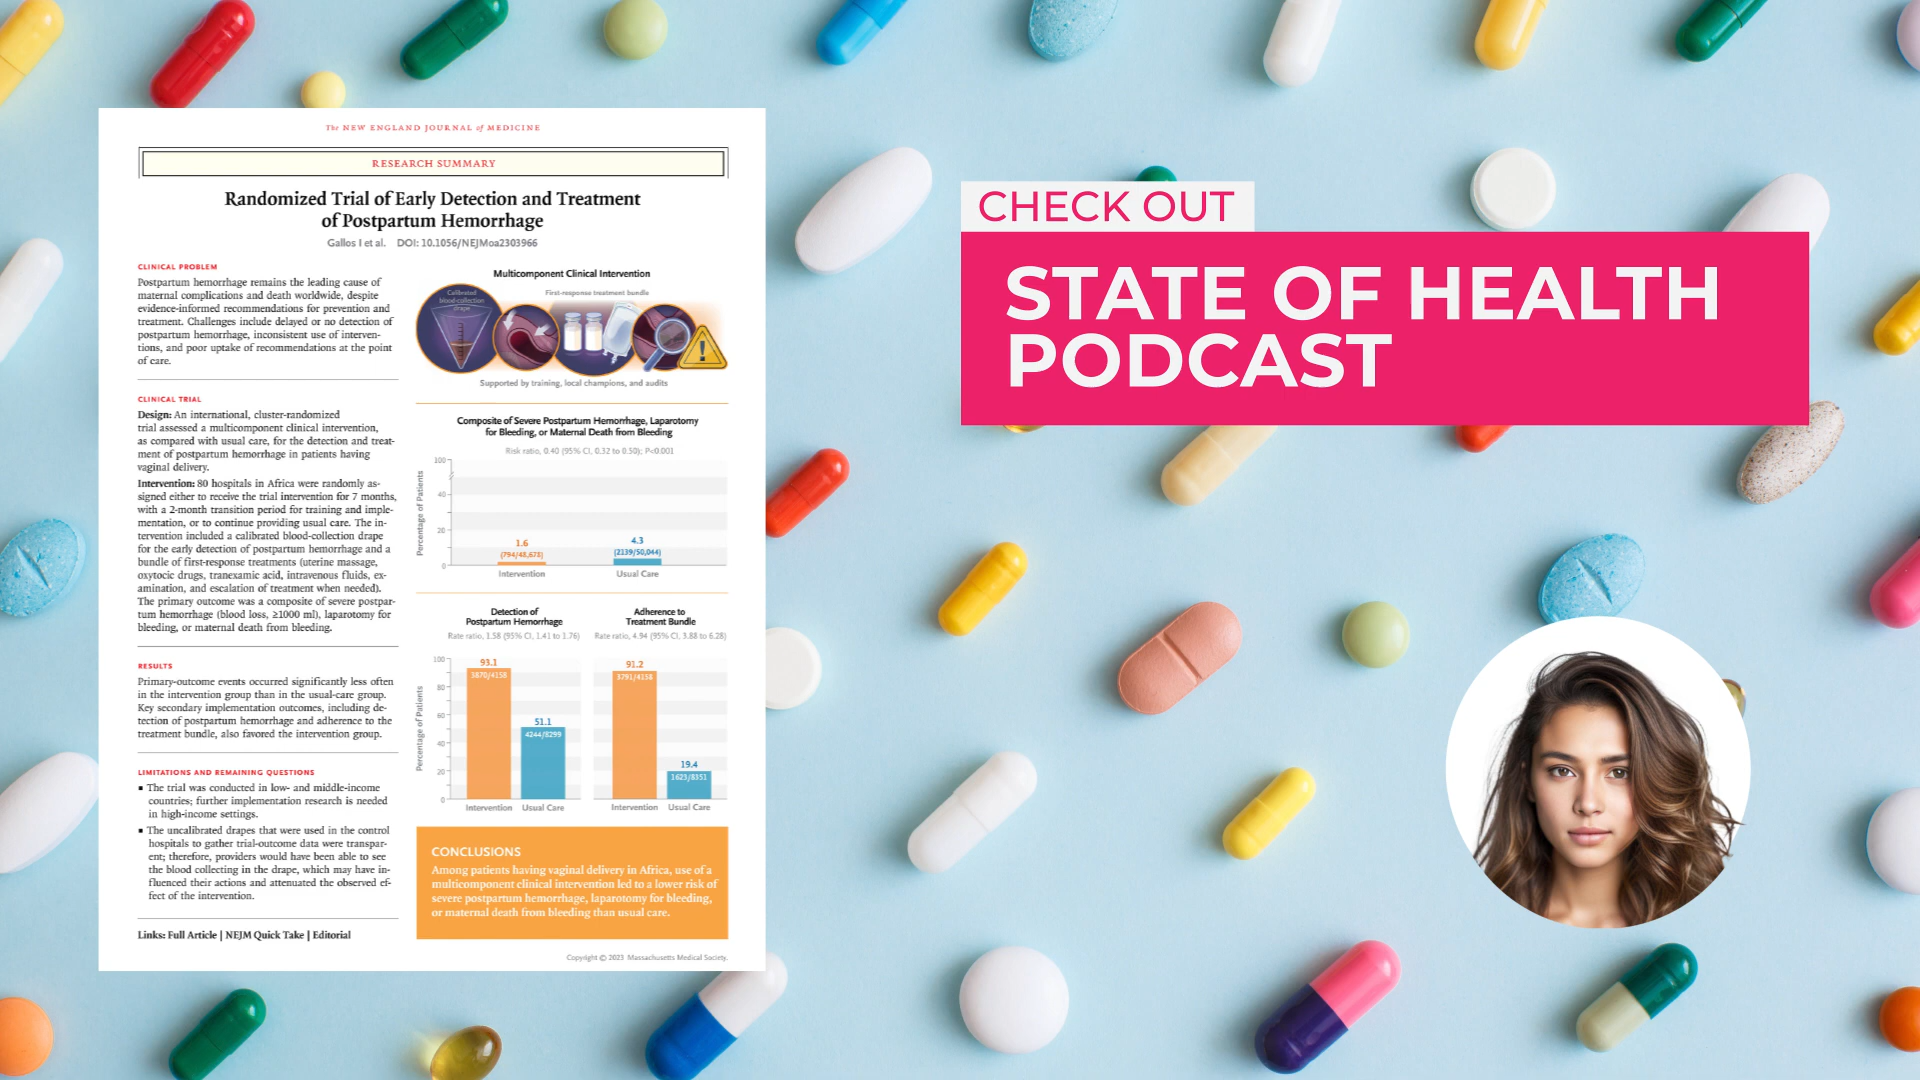 The NEW ENGLAND JOURNAL of MEDICINE
RESEARCH SUMMARY
Randomized Trial of Early Detection and Treatment
of Postpartum Hemorrhage
Gallos I et al. DOI: 10.1056/NEJMoa2303966
CLINICAL PROBLEM
Postpartum hemorrhage remains the leading cause of
maternal complications and death worldwide, despite
evidence-informed recommendations for prevention and
treatment. Challenges include delayed or no detection of
postpartum hemorrhage, inconsistent use of interven-
tions, and poor uptake of recommendations at the point
of care.
CLINICAL TRIAL
Design: An international, cluster-randomized
trial assessed a multicomponent clinical intervention,
as compared with usual care, for the detection and treat-
ment of postpartum hemorrhage in patients having
vaginal delivery.
Intervention: 80 hospitals in Africa were randomly as-
signed either to receive the trial intervention for 7 months,
with a 2-month transition period for training and imple-
mentation, or to continue providing usual care. The in-
tervention included a calibrated blood-collection drape
for the early detection of postpartum hemorrhage and a
bundle of first-response treatments (uterine massage,
oxytocic drugs, tranexamic acid, intravenous fluids, ex-
amination, and escalation of treatment when needed).
The primary outcome was a composite of severe postpar-
tum hemorrhage (blood loss, ≥1000 ml), laparotomy for
bleeding, or maternal death from bleeding.
RESULTS
Primary-outcome events occurred significantly less often
in the intervention group than in the usual-care group.
Key secondary implementation outcomes, including de-
tection of postpartum hemorrhage and adherence to the
treatment bundle, also favored the intervention group.
LIMITATIONS AND REMAINING QUESTIONS
▪ The trial was conducted in low- and middle-income
countries; further implementation research is needed
in high-income settings.
▪ The uncalibrated drapes that were used in the control
hospitals to gather trial-outcome data were transpar-
ent; therefore, providers would have been able to see
the blood collecting in the drape, which may have in-
fluenced their actions and attenuated the observed ef-
fect of the intervention.
Links: Full Article | NEJM Quick Take | Editorial
Multicomponent Clinical Intervention
Calibrated
blood-collection
drape
First-response treatment bundle
Supported by training, local champions, and audits
Composite of Severe Postpartum Hemorrhage, Laparotomy
for Bleeding, or Maternal Death from Bleeding
Risk ratio, 0.40 (95% CI, 0.32 to 0.50); P<0.001
Percentage of Patients
100
40
20
0
1.6
(794/48,678)
4.3
(2139/50,044)
Intervention Usual Care
Detection of
Postpartum Hemorrhage
Rate ratio, 1.58 (95% CI, 1.41 to 1.76)
Percentage of Patients
100
80
60
40
20
0
93.1
3870/4158
51.1
4244/8299
Intervention Usual Care
Adherence to
Treatment Bundle
Rate ratio, 4.94 (95% CI, 3.88 to 6.28)
91.2
3791/4158
19.4
1623/8351
Intervention Usual Care
CONCLUSIONS
Among patients having vaginal delivery in Africa, use of a
multicomponent clinical intervention led to a lower risk of
severe postpartum hemorrhage, laparotomy for bleeding,
or maternal death from bleeding than usual care.
Copyright © 2023 Massachusetts Medical Society.
CHECK OUT
STATE OF HEALTH
PODCAST